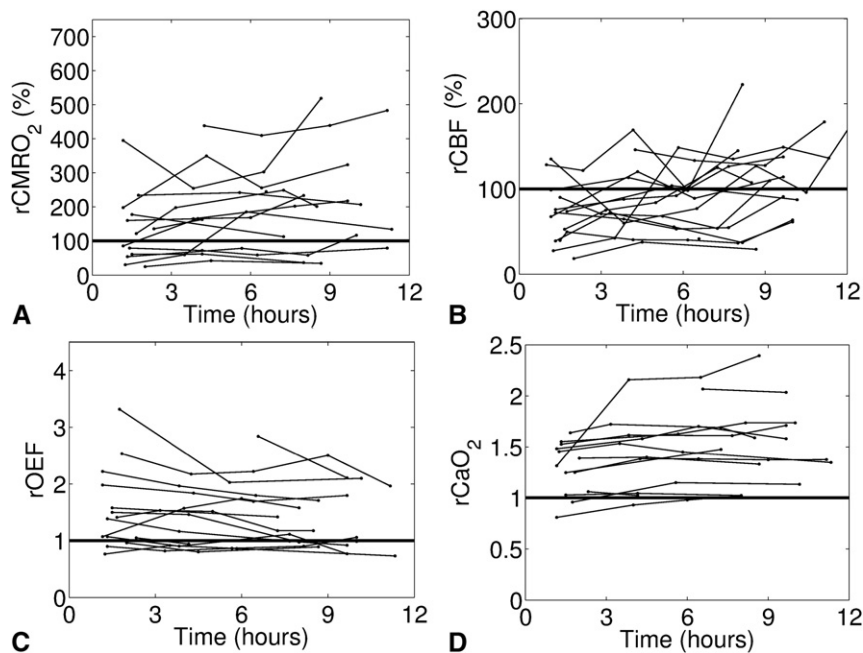 700
600
500
400
300
200
100
0
rCMRO2 (%)
0 3 6 9 12
Time (hours)
A
300
200
100
0
rCBF (%)
0 3 6 9 12
Time (hours)
B
4
3
2
1
0
rOEF
0 3 6 9 12
Time (hours)
C
2.5
2
1.5
1
0.5
0
rCaO2
0 3 6 9 12
Time (hours)
D